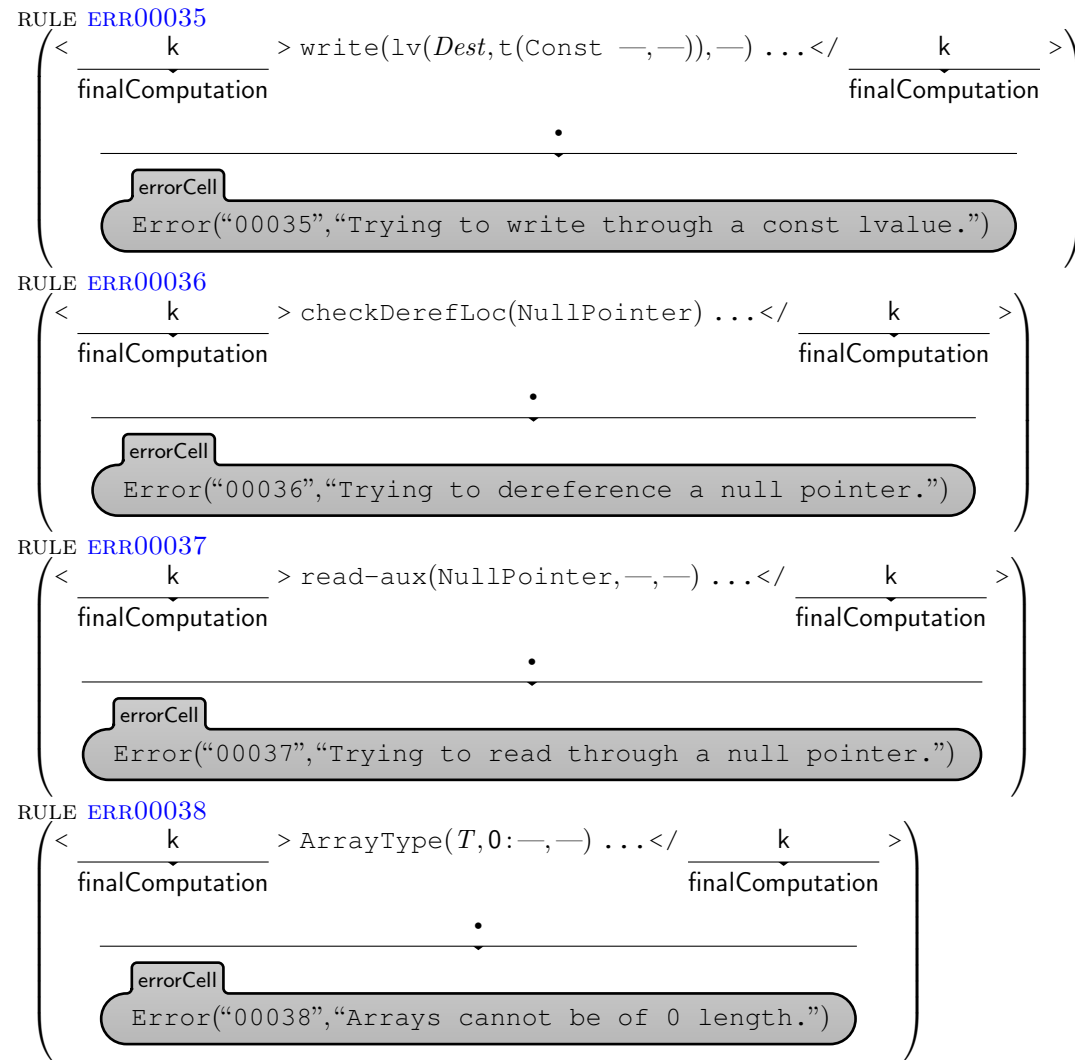 RULE ERR00035
< k > write(lv(Dest,t(Const —,—)),—) ...</ k >
finalComputation finalComputation
•
errorCell
Error(“00035”,“Trying to write through a const lvalue.”)
RULE ERR00036
< k > checkDerefLoc(NullPointer) ...</ k >
finalComputation finalComputation
•
errorCell
Error(“00036”,“Trying to dereference a null pointer.”)
RULE ERR00037
< k > read-aux(NullPointer,—,—) ...</ k >
finalComputation finalComputation
•
errorCell
Error(“00037”,“Trying to read through a null pointer.”)
RULE ERR00038
< k > ArrayType(T,0:—,—) ...</ k >
finalComputation finalComputation
•
errorCell
Error(“00038”,“Arrays cannot be of 0 length.”)